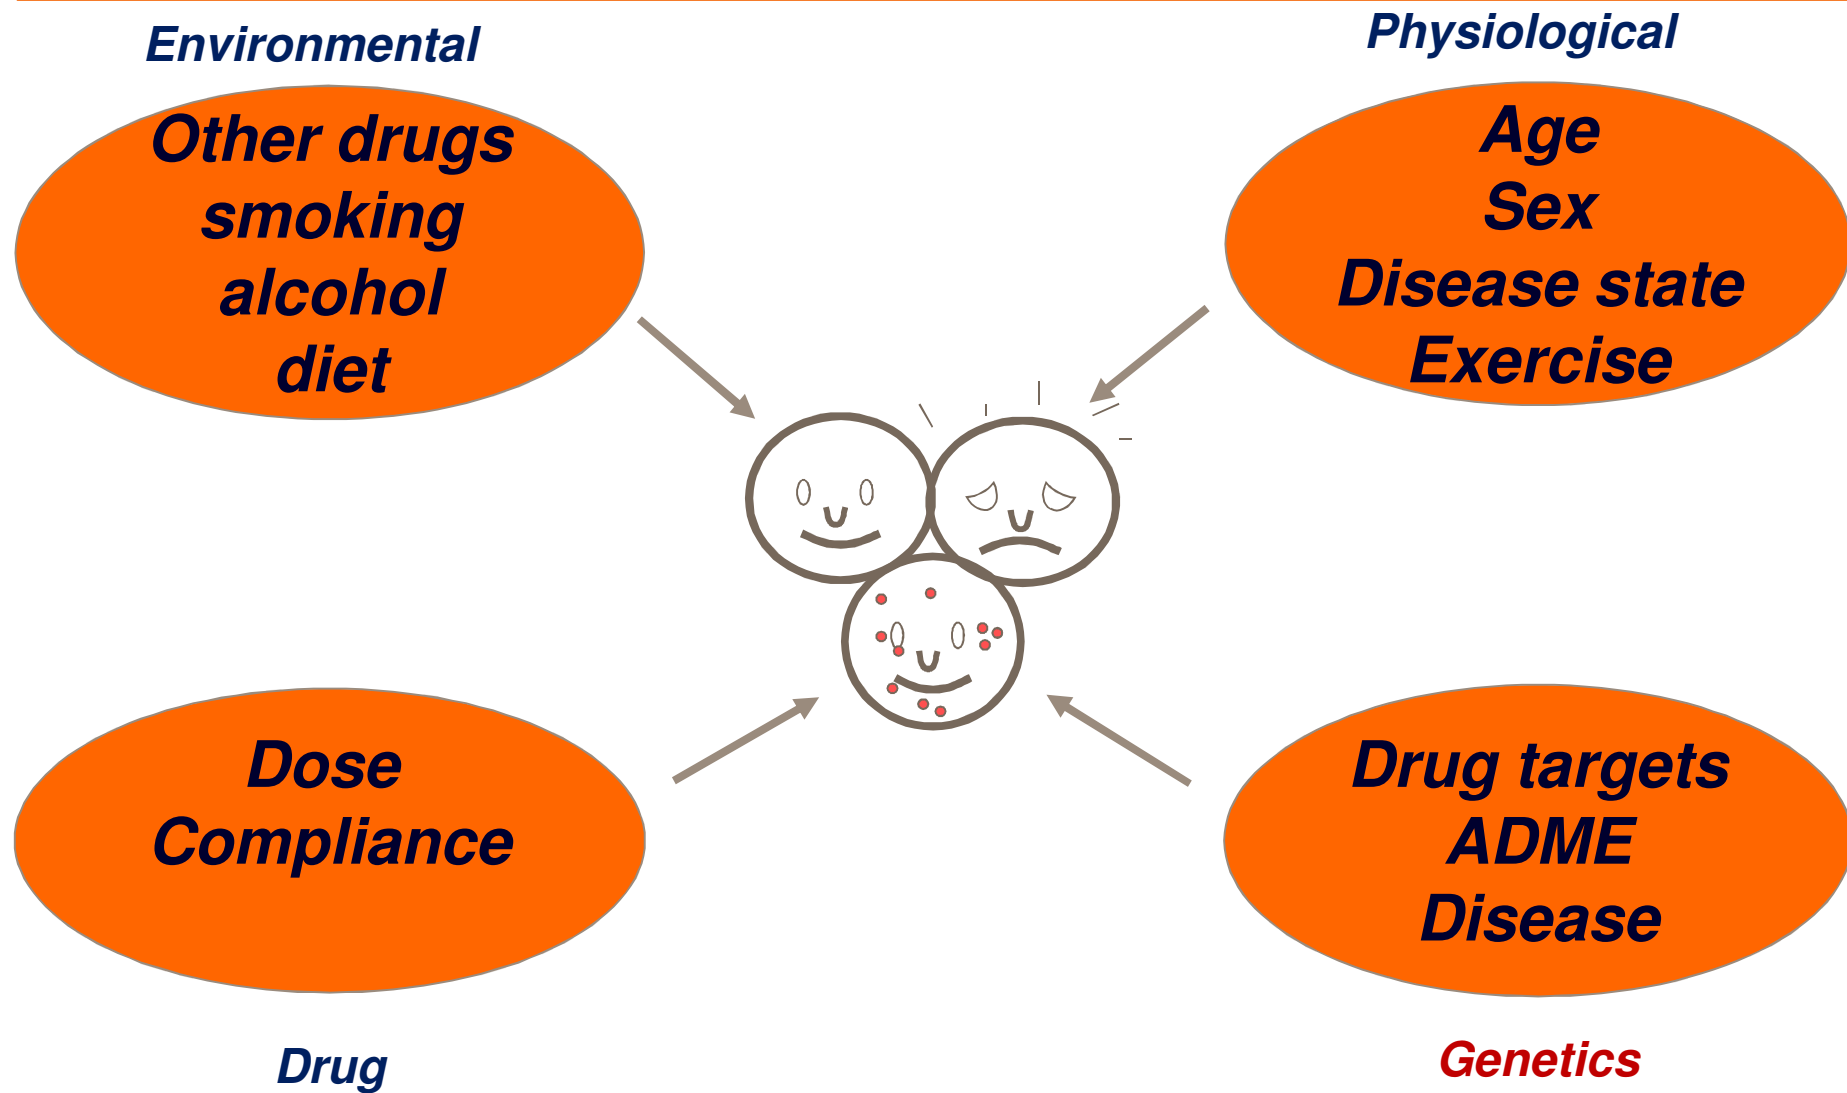 Environmental
Other drugs
smoking
alcohol
diet
Physiological
Age
Sex
Disease state
Exercise
Dose
Compliance
Drug
Drug targets
ADME
Disease
Genetics